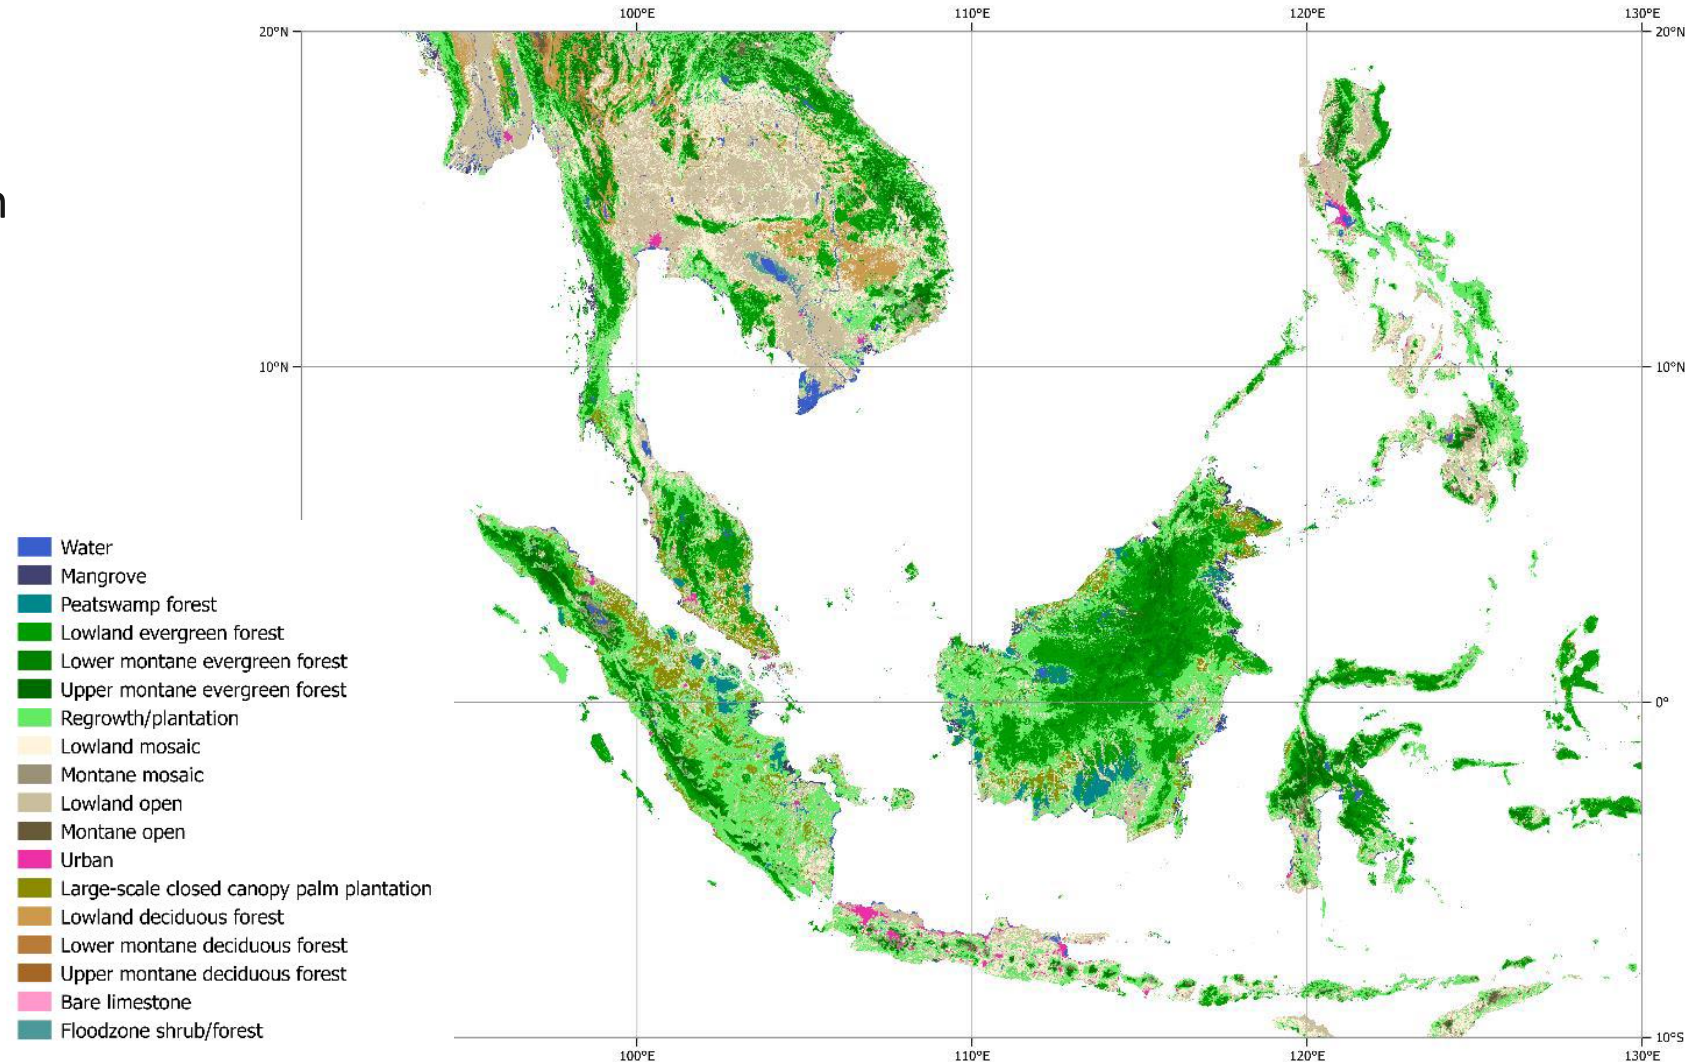 100°E 110°E 120°E 130°E
20°N 20°N
n
10°N 10°N
Water
Mangrove
Peatswamp forest
Lowland evergreen forest
Lower montane evergreen forest
Upper montane evergreen forest
Regrowth/plantation
Lowland mosaic
Montane mosaic
Lowland open
Montane open
Urban
Large-scale closed canopy palm plantation
Lowland deciduous forest
Lower montane deciduous forest
Upper montane deciduous forest
Bare limestone
Floodzone shrub/forest
0°
10°S
100°E 110°E 120°E 130°E